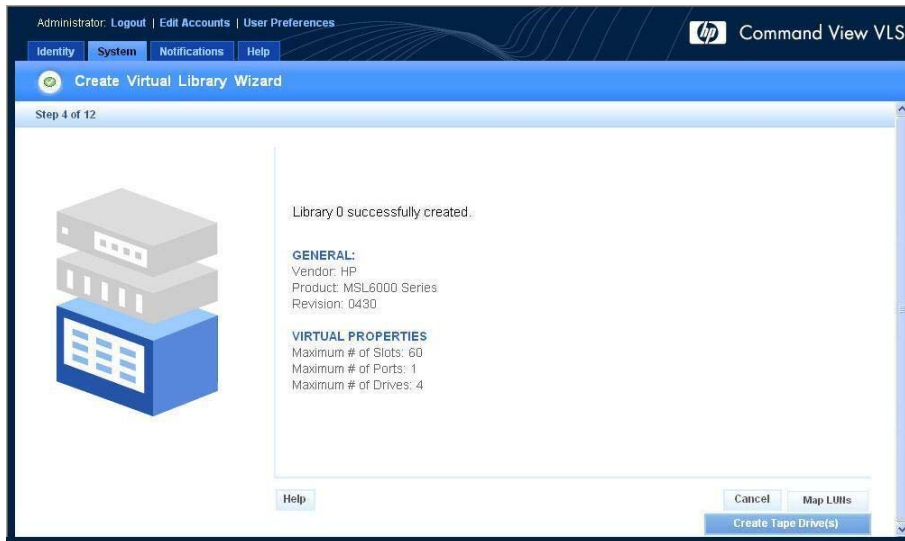 Administrator: Logout | Edit Accounts | User Preferences
hp Command View VLS
Identity System Notifications Help
Create Virtual Library Wizard
Step 4 of 12
Library 0 successfully created.
GENERAL:
Vendor: HP
Product: MSL6000 Series
Revision: 0430
VIRTUAL PROPERTIES
Maximum # of Slots: 60
Maximum # of Ports: 1
Maximum # of Drives: 4
Help Cancel Map LUNs
Create Tape Drive(s)